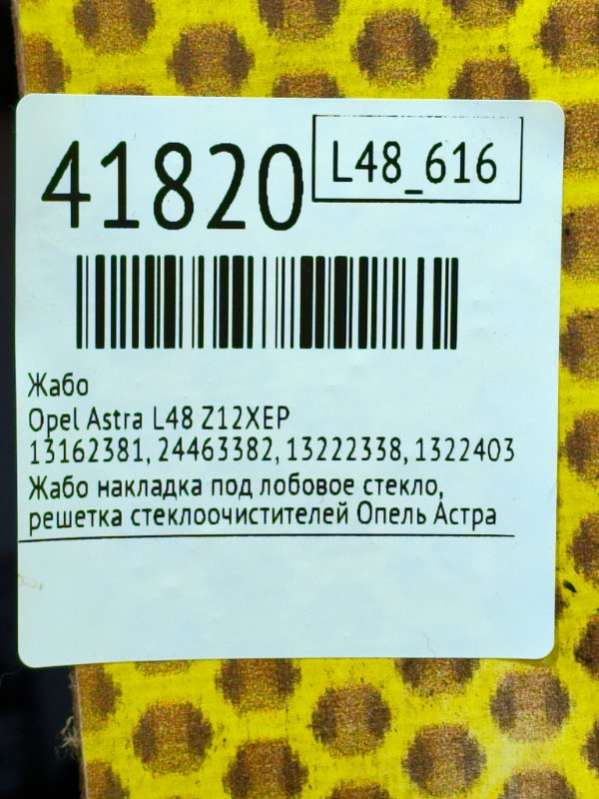 41820
L48_616
Жабо
Opel Astra L48 Z12XEP
13162381, 24463382, 13222338, 1322403
Жабо накладка под лобовое стекло,
решетка стеклоочистителей Опель Астра